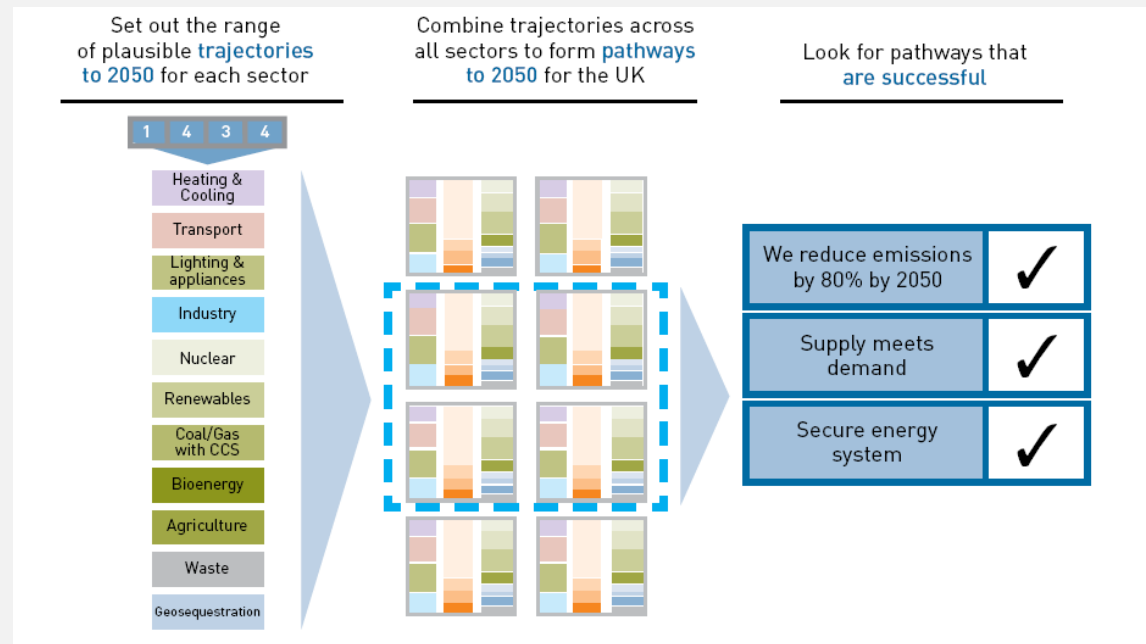 Set out the range
of plausible trajectories
to 2050 for each sector
Combine trajectories across
all sectors to form pathways
to 2050 for the UK
Look for pathways that
are successful
1 4 3 4
Heating &
Cooling
Transport
Lighting &
appliances
Industry
Nuclear
Renewables
Coal/Gas
with CCS
Bioenergy
Agriculture
Waste
Geosequestration
We reduce emissions
by 80% by 2050
Supply meets
demand
Secure energy
system